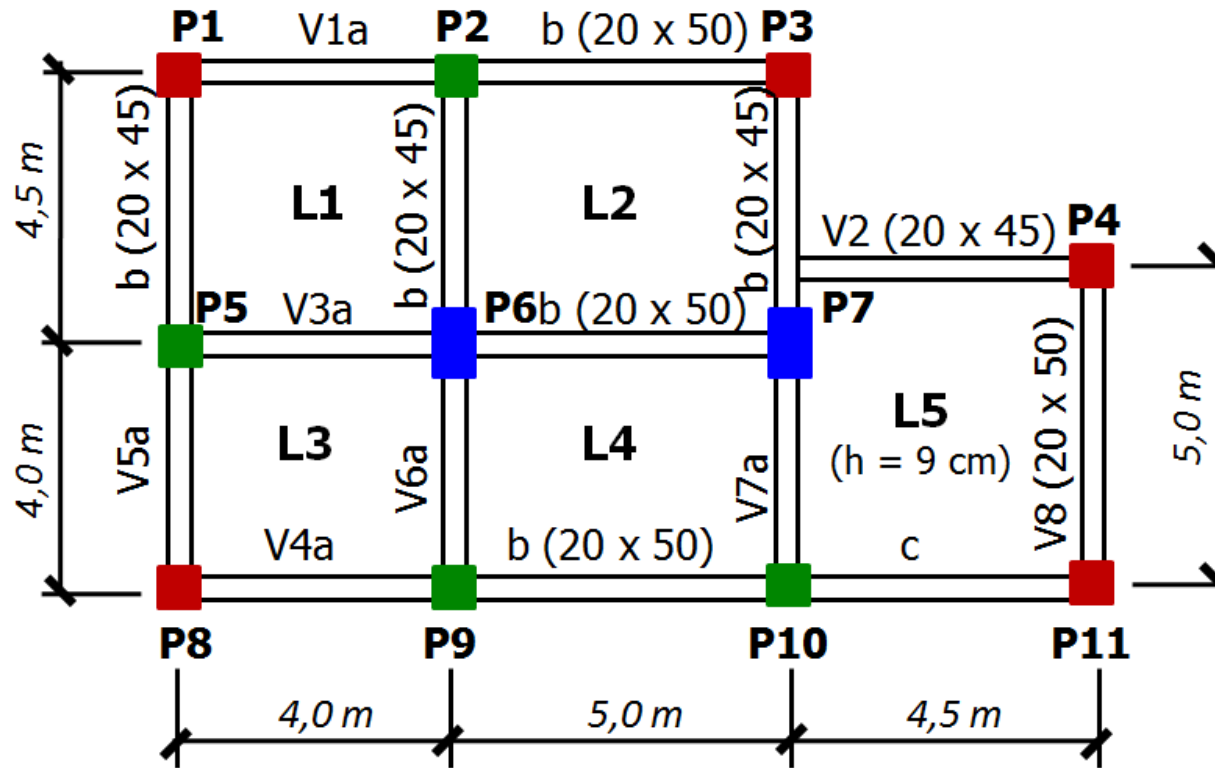 P1 V1a P2 b (20 x 50) P3
b (20 x 45)
b (20 x 45)
b (20 x 45)
4,5 m
L1
L2
V2 (20 x 45) P4
P5 V3a P6 b (20 x 50) P7
4,0 m
V5a
L3
V6a
L4
V7a
L5
(h = 9 cm)
V8 (20 x 50)
5,0 m
V4a b (20 x 50) c
P8 P9 P10 P11
4,0 m 5,0 m 4,5 m